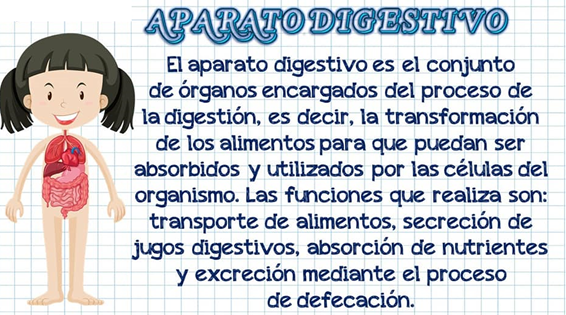 APARATO DIGESTIVO
El aparato digestivo es el conjunto
de órganos encargados del proceso de
la digestión, es decir, la transformación
de los alimentos para que puedan ser
absorbidos y utilizados por las células del
organismo. Las funciones que realiza son:
transporte de alimentos, secreción de
jugos digestivos, absorción de nutrientes
y excreción mediante el proceso
de defecación.